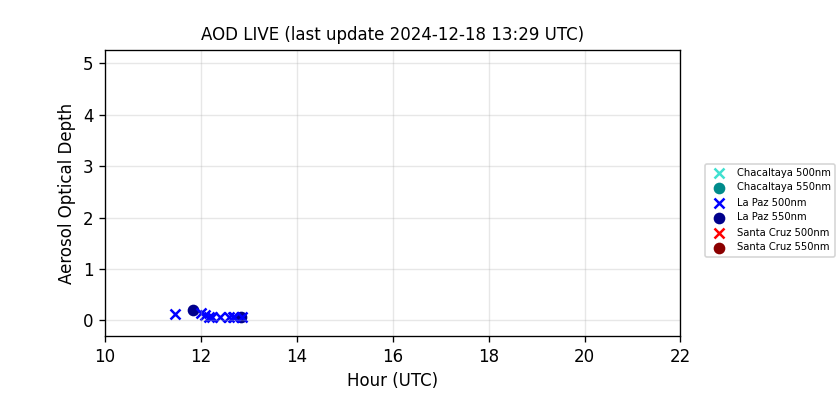 AOD LIVE (last update 2024-12-18 13:29 UTC)
5
4
3
2
1
0
Aerosol Optical Depth
10 12 14 16 18 20 22
Hour (UTC)
Chacaltaya 500nm
Chacaltaya 550nm
La Paz 500nm
La Paz 550nm
Santa Cruz 500nm
Santa Cruz 550nm